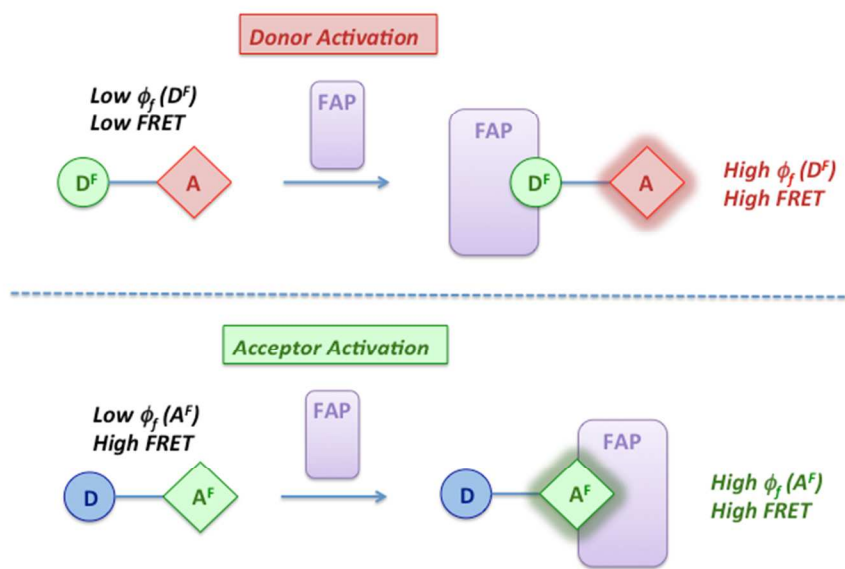 Donor Activation
Low ϕf (Dᶠ)
Low FRET
FAP
FAP
Dᶠ
A
Dᶠ
A
High ϕf (Dᶠ)
High FRET
Acceptor Activation
Low ϕf (Aᶠ)
High FRET
FAP
FAP
D
Aᶠ
D
Aᶠ
High ϕf (Aᶠ)
High FRET